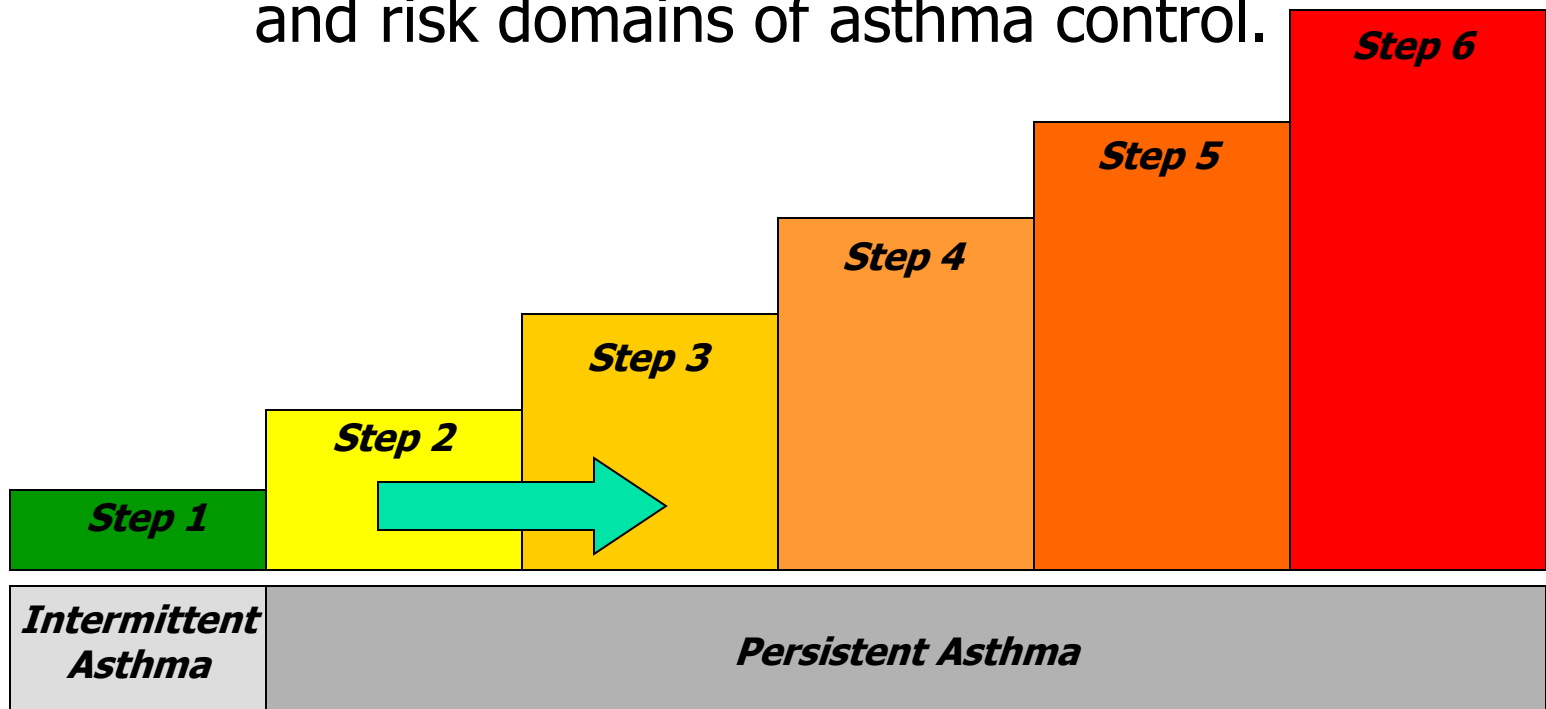 and risk domains of asthma control.
Step 6
Step 5
Step 4
Step 3
Step 2
Step 1
Intermittent
Asthma
Persistent Asthma